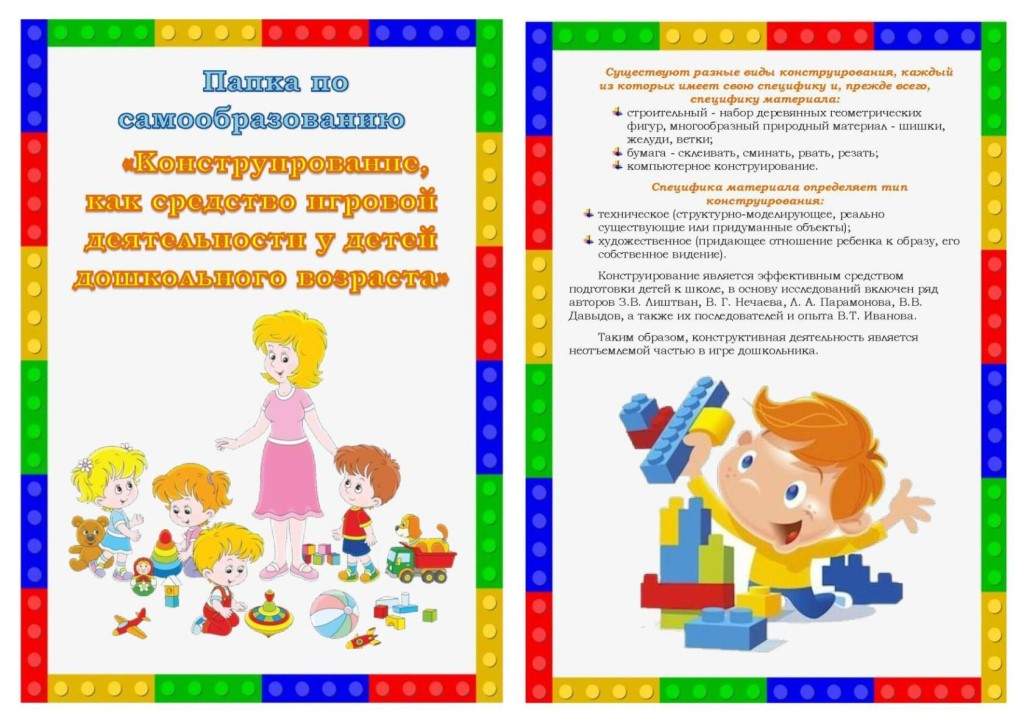 Папка по
самообразованию
«Конструирование,
как средство игровой
деятельности у детей
дошкольного возраста»
Существуют разные виды конструирования, каждый
из которых имеет свою специфику и, прежде всего,
специфику материала:
строительный - набор деревянных геометрических
фигур, многообразный природный материал - шишки,
желуди, ветки;
бумага - склеивать, сминать, рвать, резать;
компьютерное конструирование.
Специфика материала определяет тип
конструирования:
техническое (структурно-моделирующее, реально
существующие или придуманные объекты);
художественное (придающее отношение ребенка к образу, его
собственное видение).
Конструирование является эффективным средством
подготовки детей к школе, в основу исследований включен ряд
авторов З.В. Лиштван, В. Г. Нечаева, Л. А. Парамонова, В.В.
Давыдов, а также их последователей и опыта В.Т. Иванова.
Таким образом, конструктивная деятельность является
неотъемлемой частью в игре дошкольника.